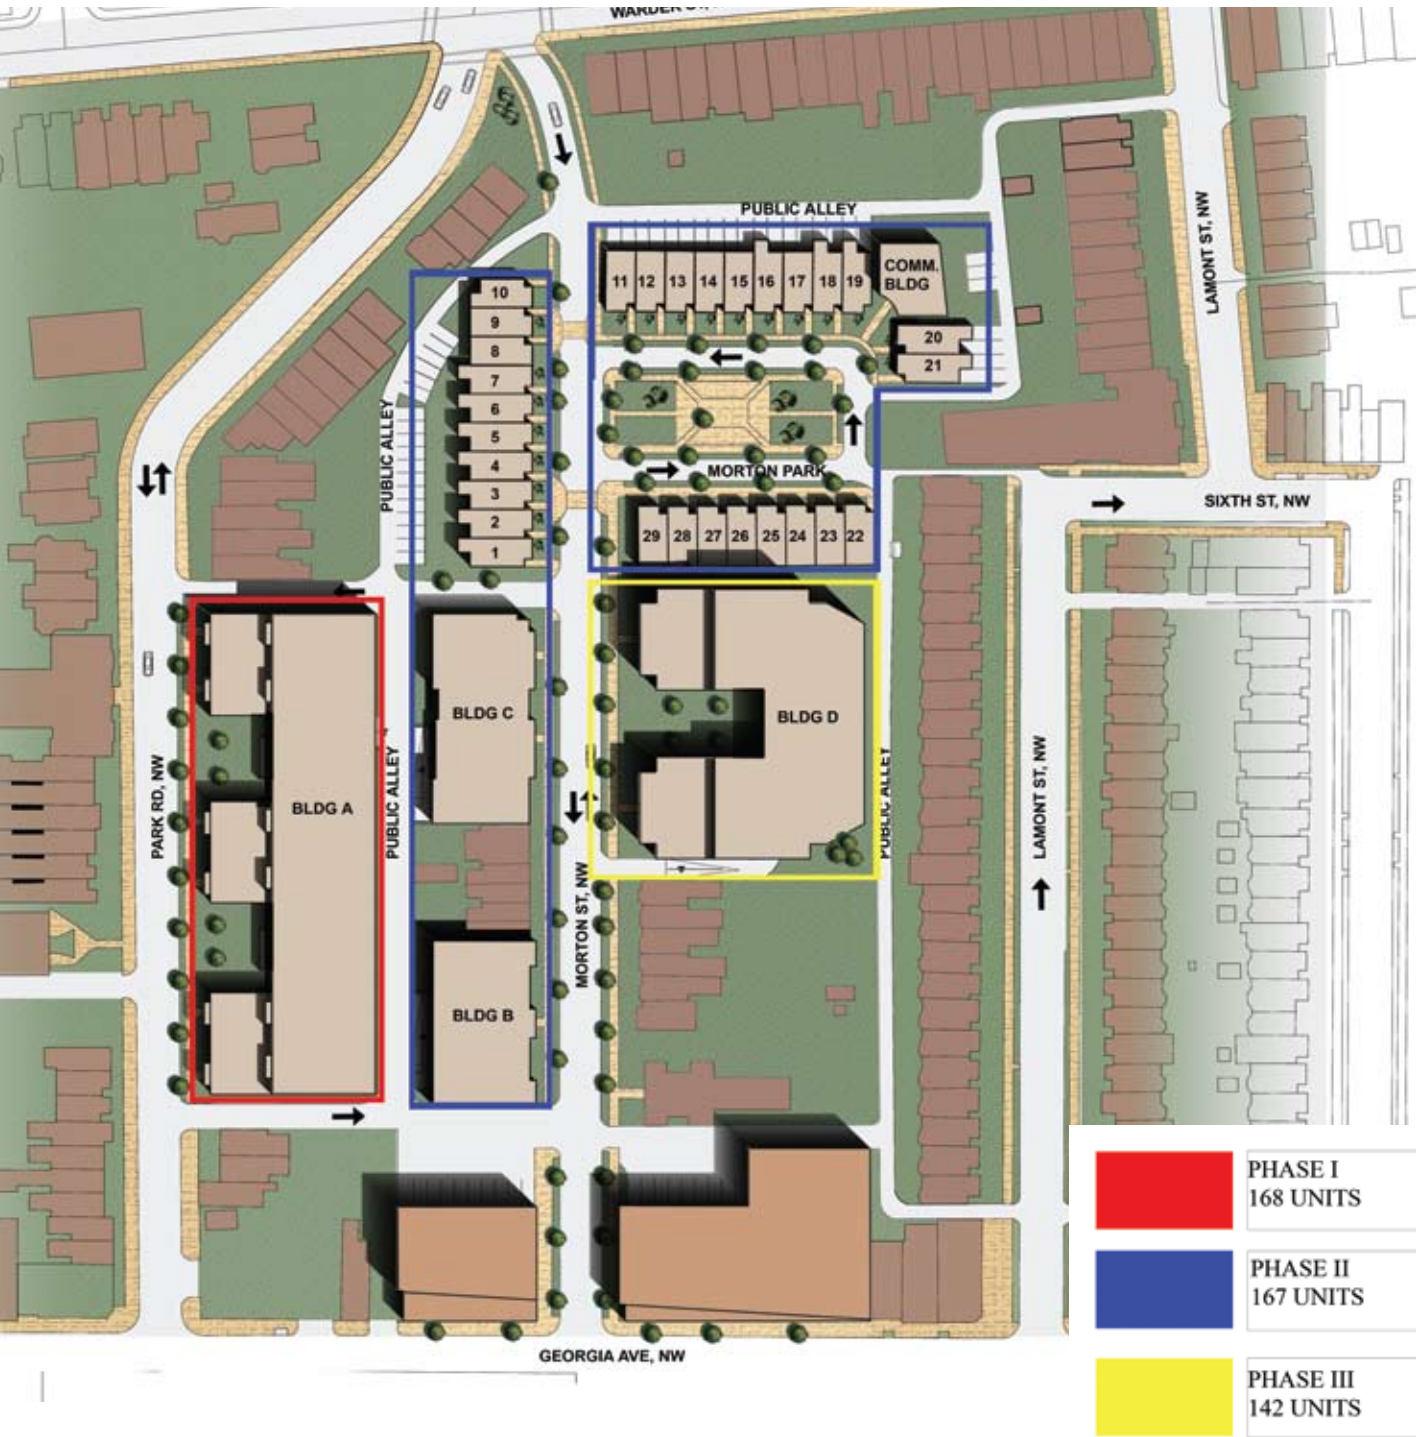 WARDER
PUBLIC ALLEY
LAMONT ST, NW
11 12 13 14 15 16 17 18 19
COMM.
BLDG
20
21
10
9
8
7
6
5
4
3
2
1
PUBLIC ALLEY
MORTON PARK
29 28 27 26 25 24 23 22
SIXTH ST, NW
BLDG C
BLDG D
BLDG A
BLDG B
PARK RD, NW
PUBLIC ALLEY
MORTON ST, NW
PUBLIC ALLEY
LAMONT ST, NW
GEORGIA AVE, NW
PHASE I
168 UNITS
PHASE II
167 UNITS
PHASE III
142 UNITS